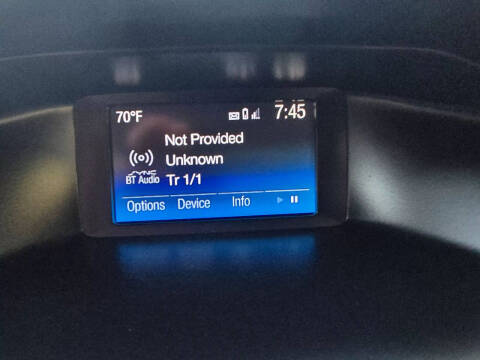 70°F 7:45
Not Provided
Unknown
SYNC
BT Audio Tr 1/1
Options Device Info